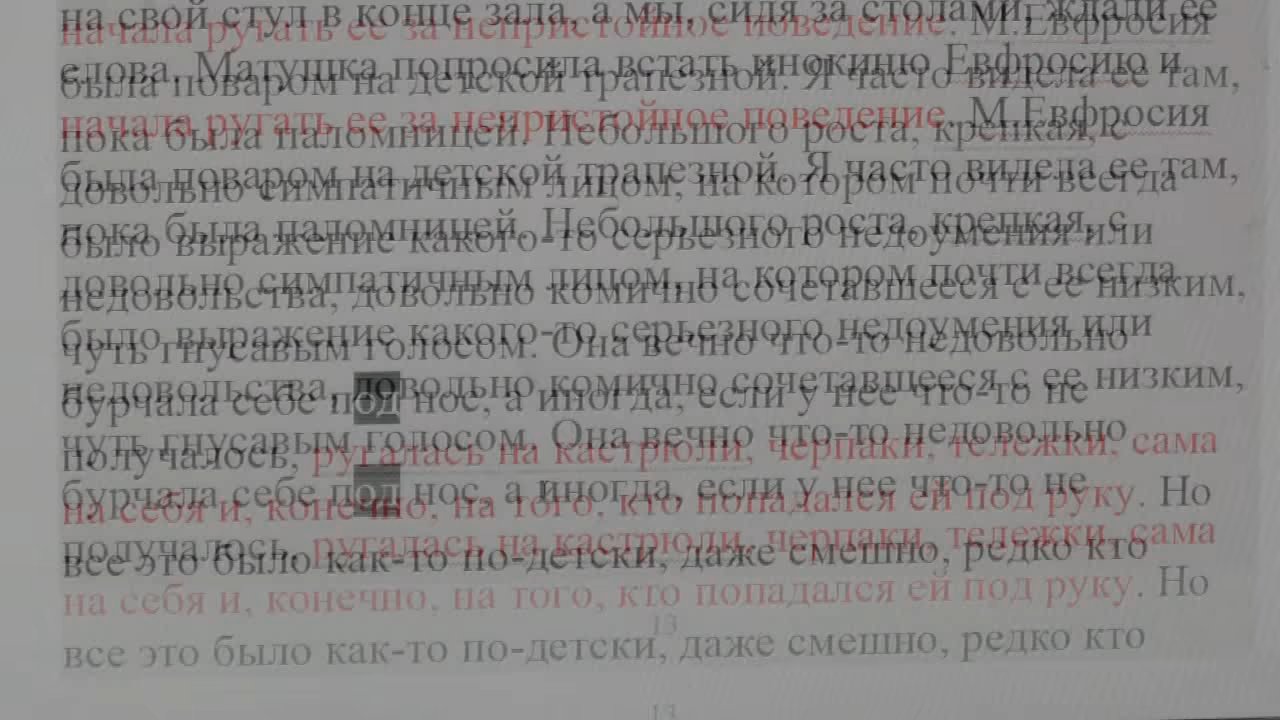 на свой стул в конце зала, а мы, сидя за столами, ждали ее
слова. Матушка попросила встать инокиню Евфросию и
начала ругать ее за непристойное поведение. М.Евфросия
была поваром на детской трапезной. Я часто видела ее там,
пока была паломницей. Небольшого роста, крепкая, с
довольно симпатичным лицом, на котором почти всегда
было выражение какого-то серьезного недоумения или
недовольства, довольно комично сочетавшееся с ее низким,
чуть гнусавым голосом. Она вечно что-то недовольно
бурчала себе под нос, а иногда, если у нее что-то не
получалось, ругалась на кастрюли, черпаки, тележки, сама
на себя и, конечно, на того, кто попадался ей под руку. Но
все это было как-то по-детски, даже смешно, редко кто
13